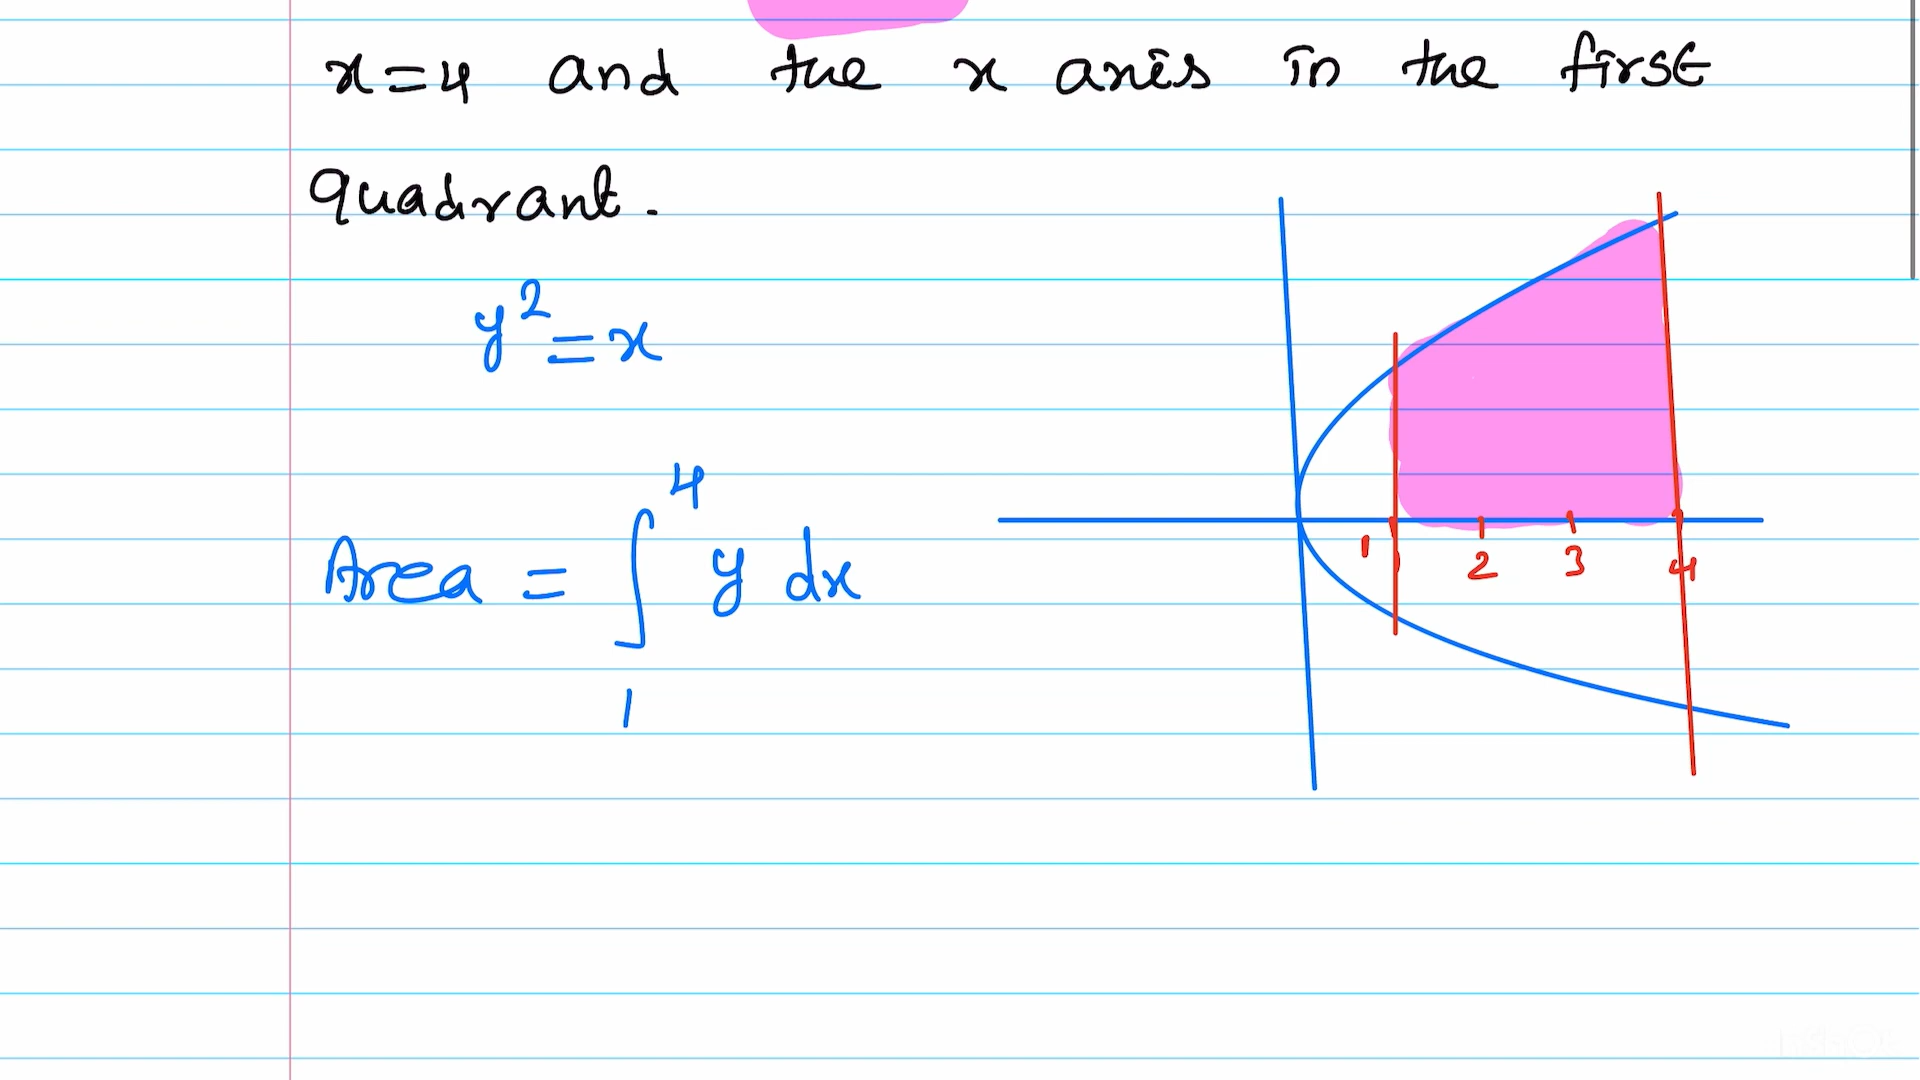 x=4 and the x axis in the first
quadrant.
y² = x
Area = ∫₁⁴ y dx
1 2 3 4